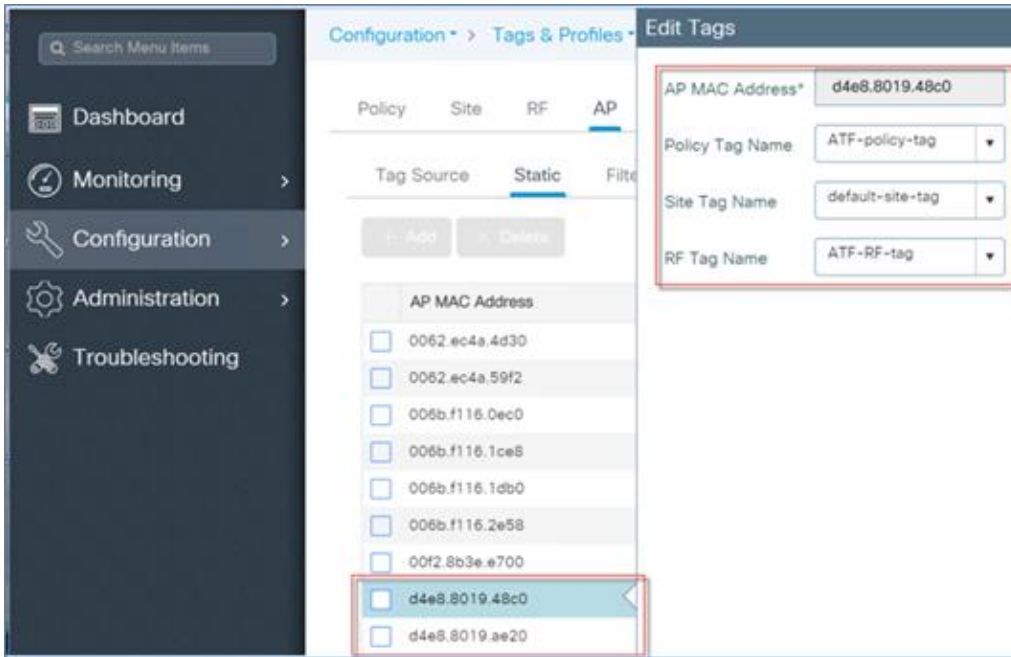 Search Menu Items
Dashboard
Monitoring
Configuration
Administration
Troubleshooting
Configuration > Tags & Profiles
Policy Site RF AP
Tag Source Static Filte
+ Add × Delete
AP MAC Address
0062.ec4a.4d30
0062.ec4a.59f2
006b.f116.0ec0
006b.f116.1ce8
006b.f116.1db0
006b.f116.2e58
00f2.8b3e.e700
d4e8.8019.48c0
d4e8.8019.ae20
Edit Tags
AP MAC Address* d4e8.8019.48c0
Policy Tag Name ATF-policy-tag
Site Tag Name default-site-tag
RF Tag Name ATF-RF-tag